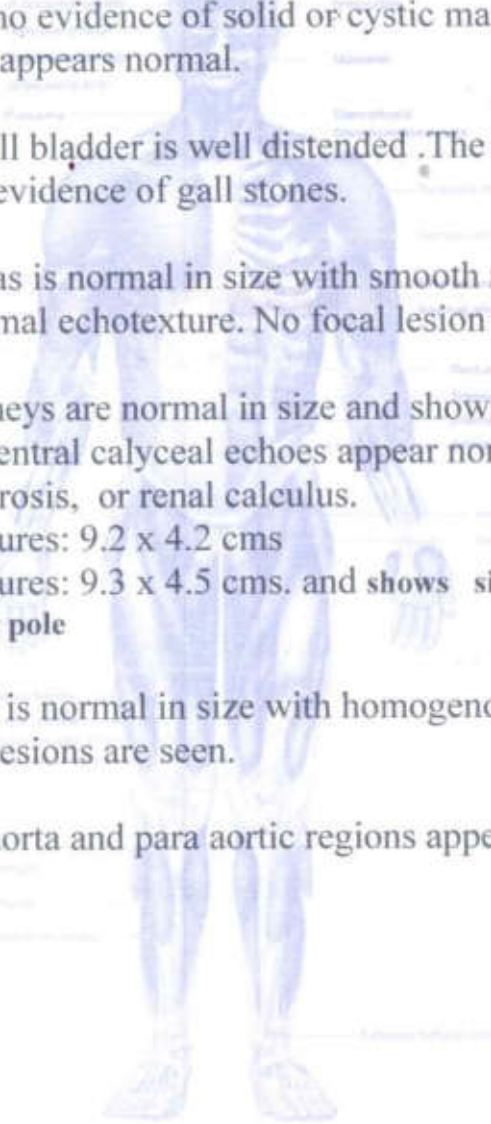 no evidence of solid or cystic ma
appears normal.
ll bladder is well distended .The
evidence of gall stones.
as is normal in size with smooth
mal echotexture. No focal lesion
neys are normal in size and show
entral calyceal echoes appear nor
rosis, or renal calculus.
ures: 9.2 x 4.2 cms
ures: 9.3 x 4.5 cms. and shows si
pole
is normal in size with homogeno
esions are seen.
orta and para aortic regions appe